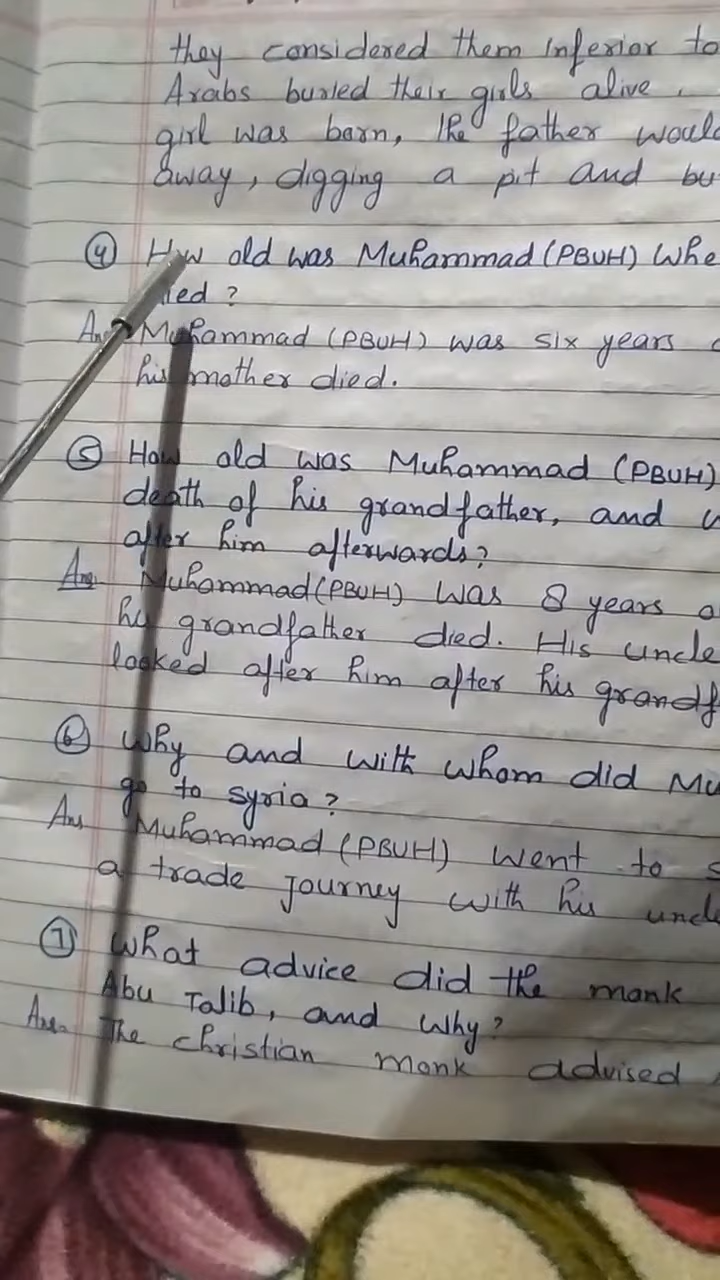 they considered them inferior to
Arabs buried their girls alive.
girl was born, the father would
away, digging a pit and bu
④ How old was Muhammad (PBUH) whe
died?
Ans Muhammad (PBUH) was six years o
his mother died.
⑤ How old was Muhammad (PBUH)
death of his grandfather, and w
after him afterwards?
Ans Muhammad (PBUH) was 8 years o
his grandfather died. His uncle
looked after him after his grandf
⑥ Why and with whom did Mu
go to Syria?
Ans Muhammad (PBUH) went to s
a trade journey with his uncle
⑦ What advice did the monk
Abu Talib, and why?
Ans. The christian monk advised